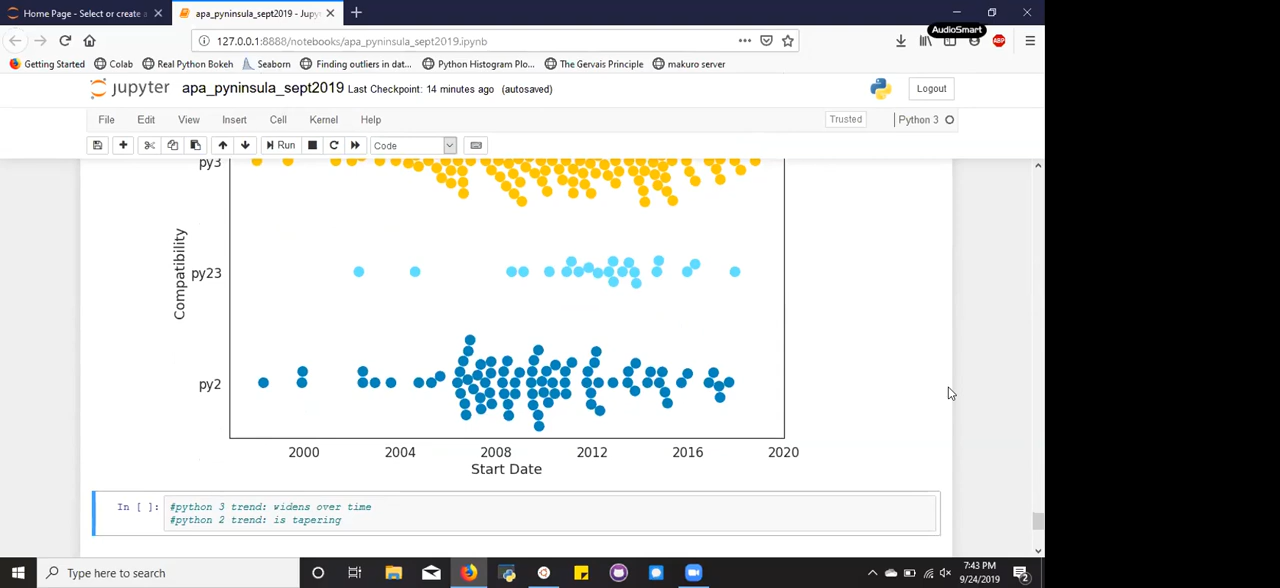 Home Page - Select or create a
apa_pyninsula_sept2019 - Jupyt
127.0.0.1:8888/notebooks/apa_pyninsula_sept2019.ipynb
AudioSmart
ABP
Getting Started
Colab
Real Python Bokeh
Seaborn
Finding outliers in dat...
Python Histogram Plo...
The Gervais Principle
makuro server
jupyter
apa_pyninsula_sept2019
Last Checkpoint: 14 minutes ago
(autosaved)
Logout
File
Edit
View
Insert
Cell
Kernel
Help
Trusted
Python 3
Run
Code
py3
py23
py2
Compatibility
2000
2004
2008
2012
2016
2020
Start Date
In [ ]:
#python 3 trend: widens over time
#python 2 trend: is tapering
Type here to search
7:43 PM
9/24/2019
2